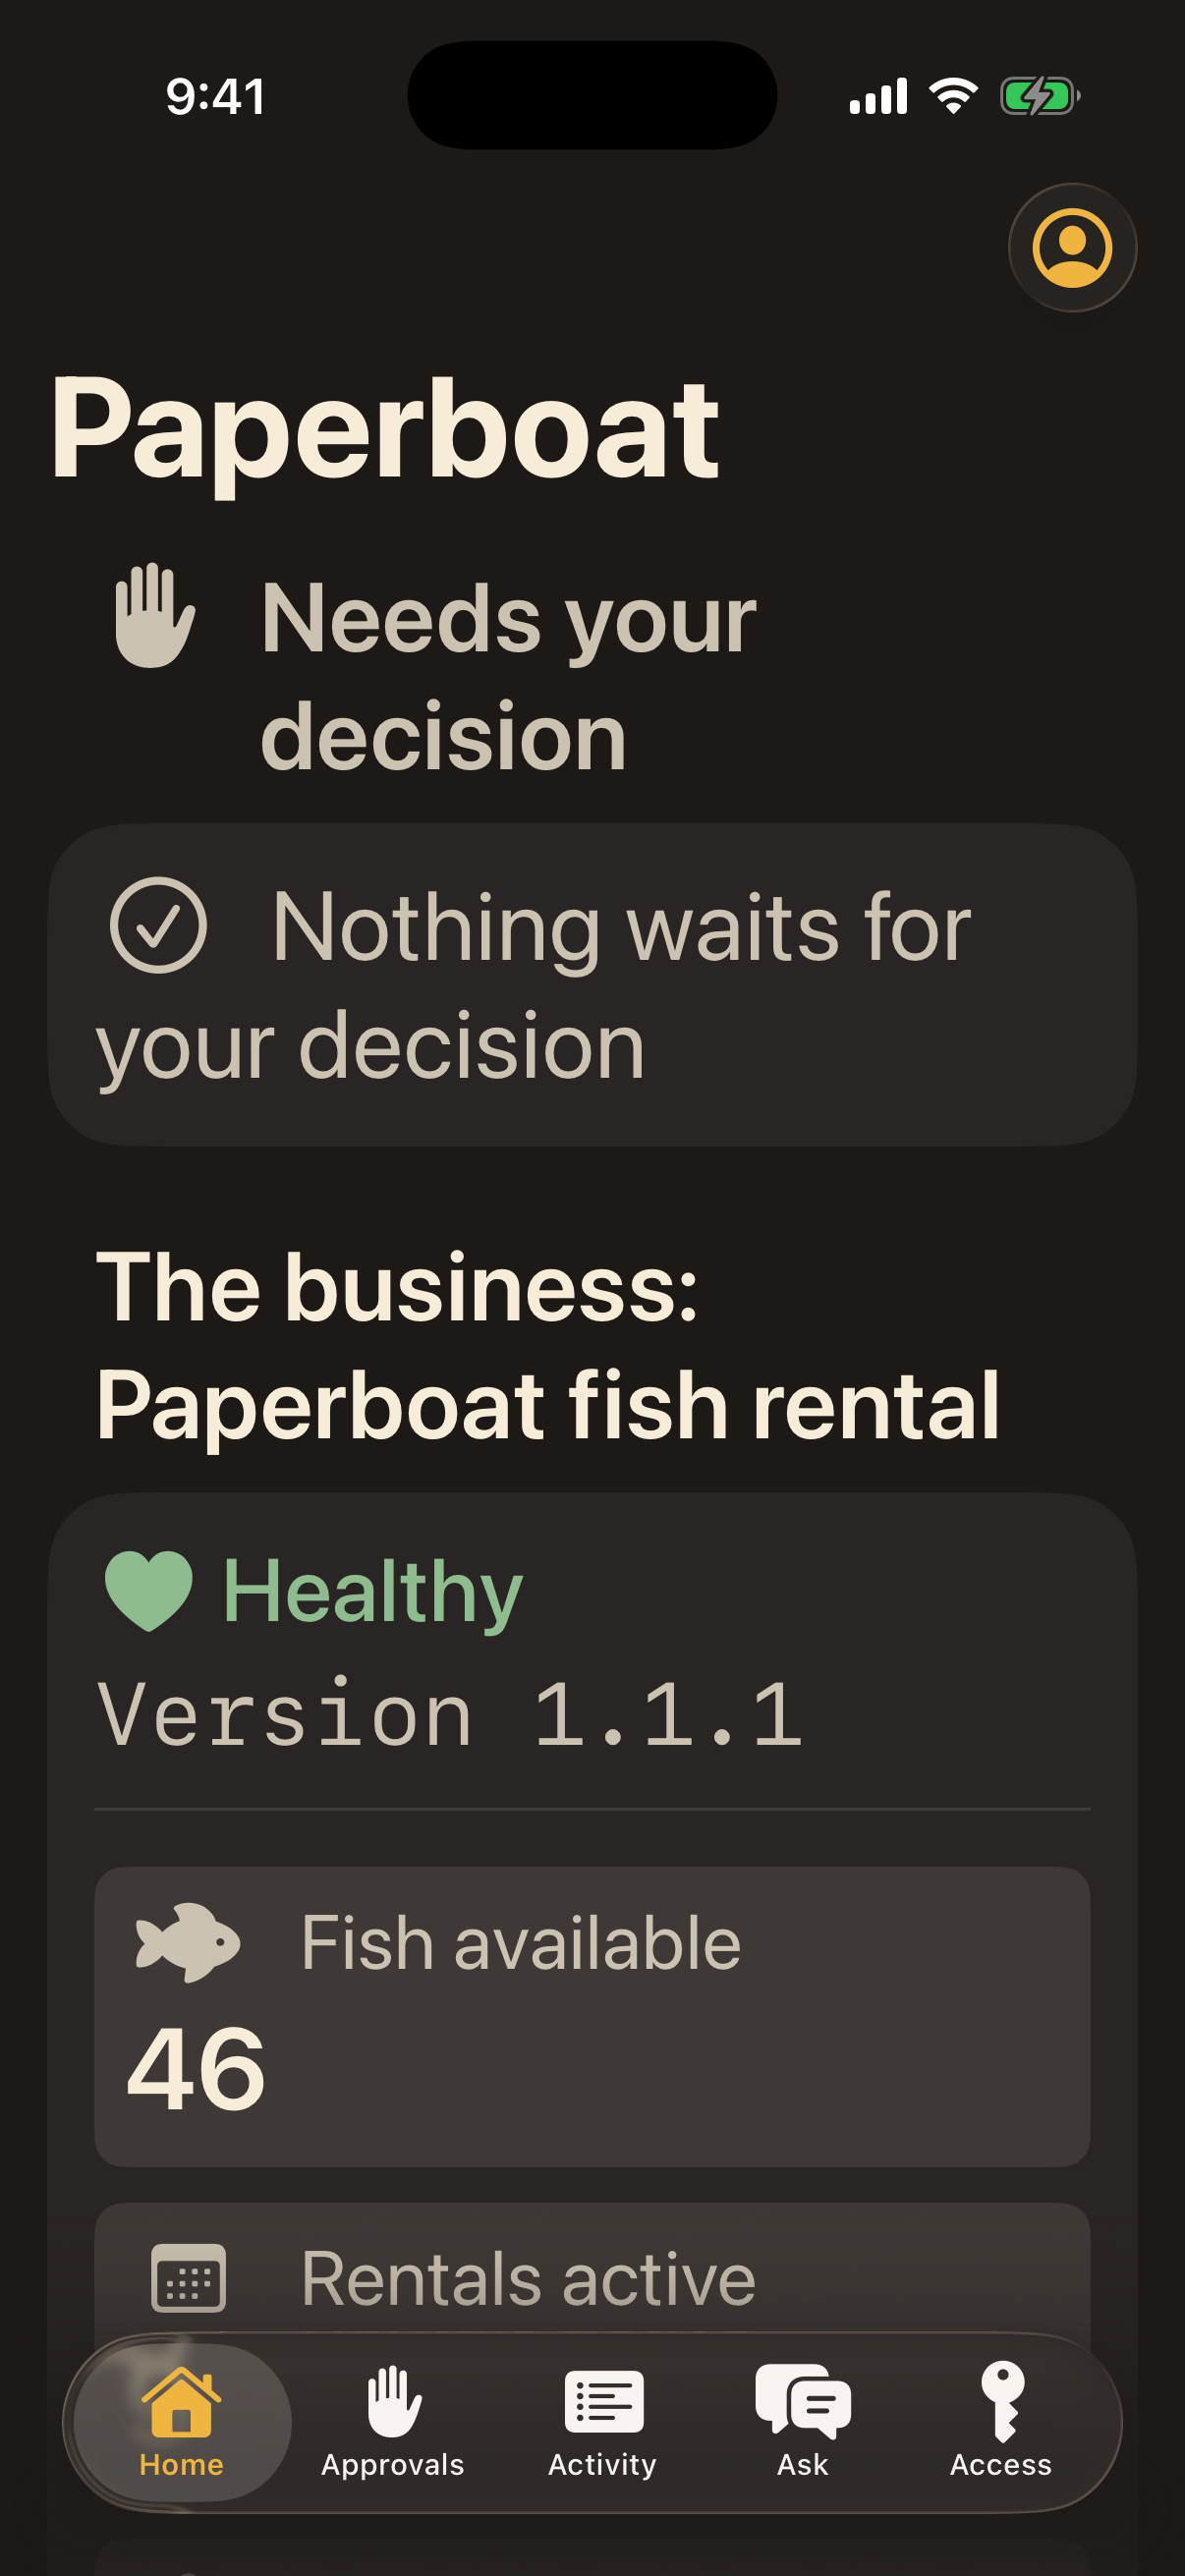 9:41
Paperboat
Needs your
decision
Nothing waits for
your decision
The business:
Paperboat fish rental
Healthy
Version 1.1.1
Fish available
46
Rentals active
Home
Approvals
Activity
Ask
Access